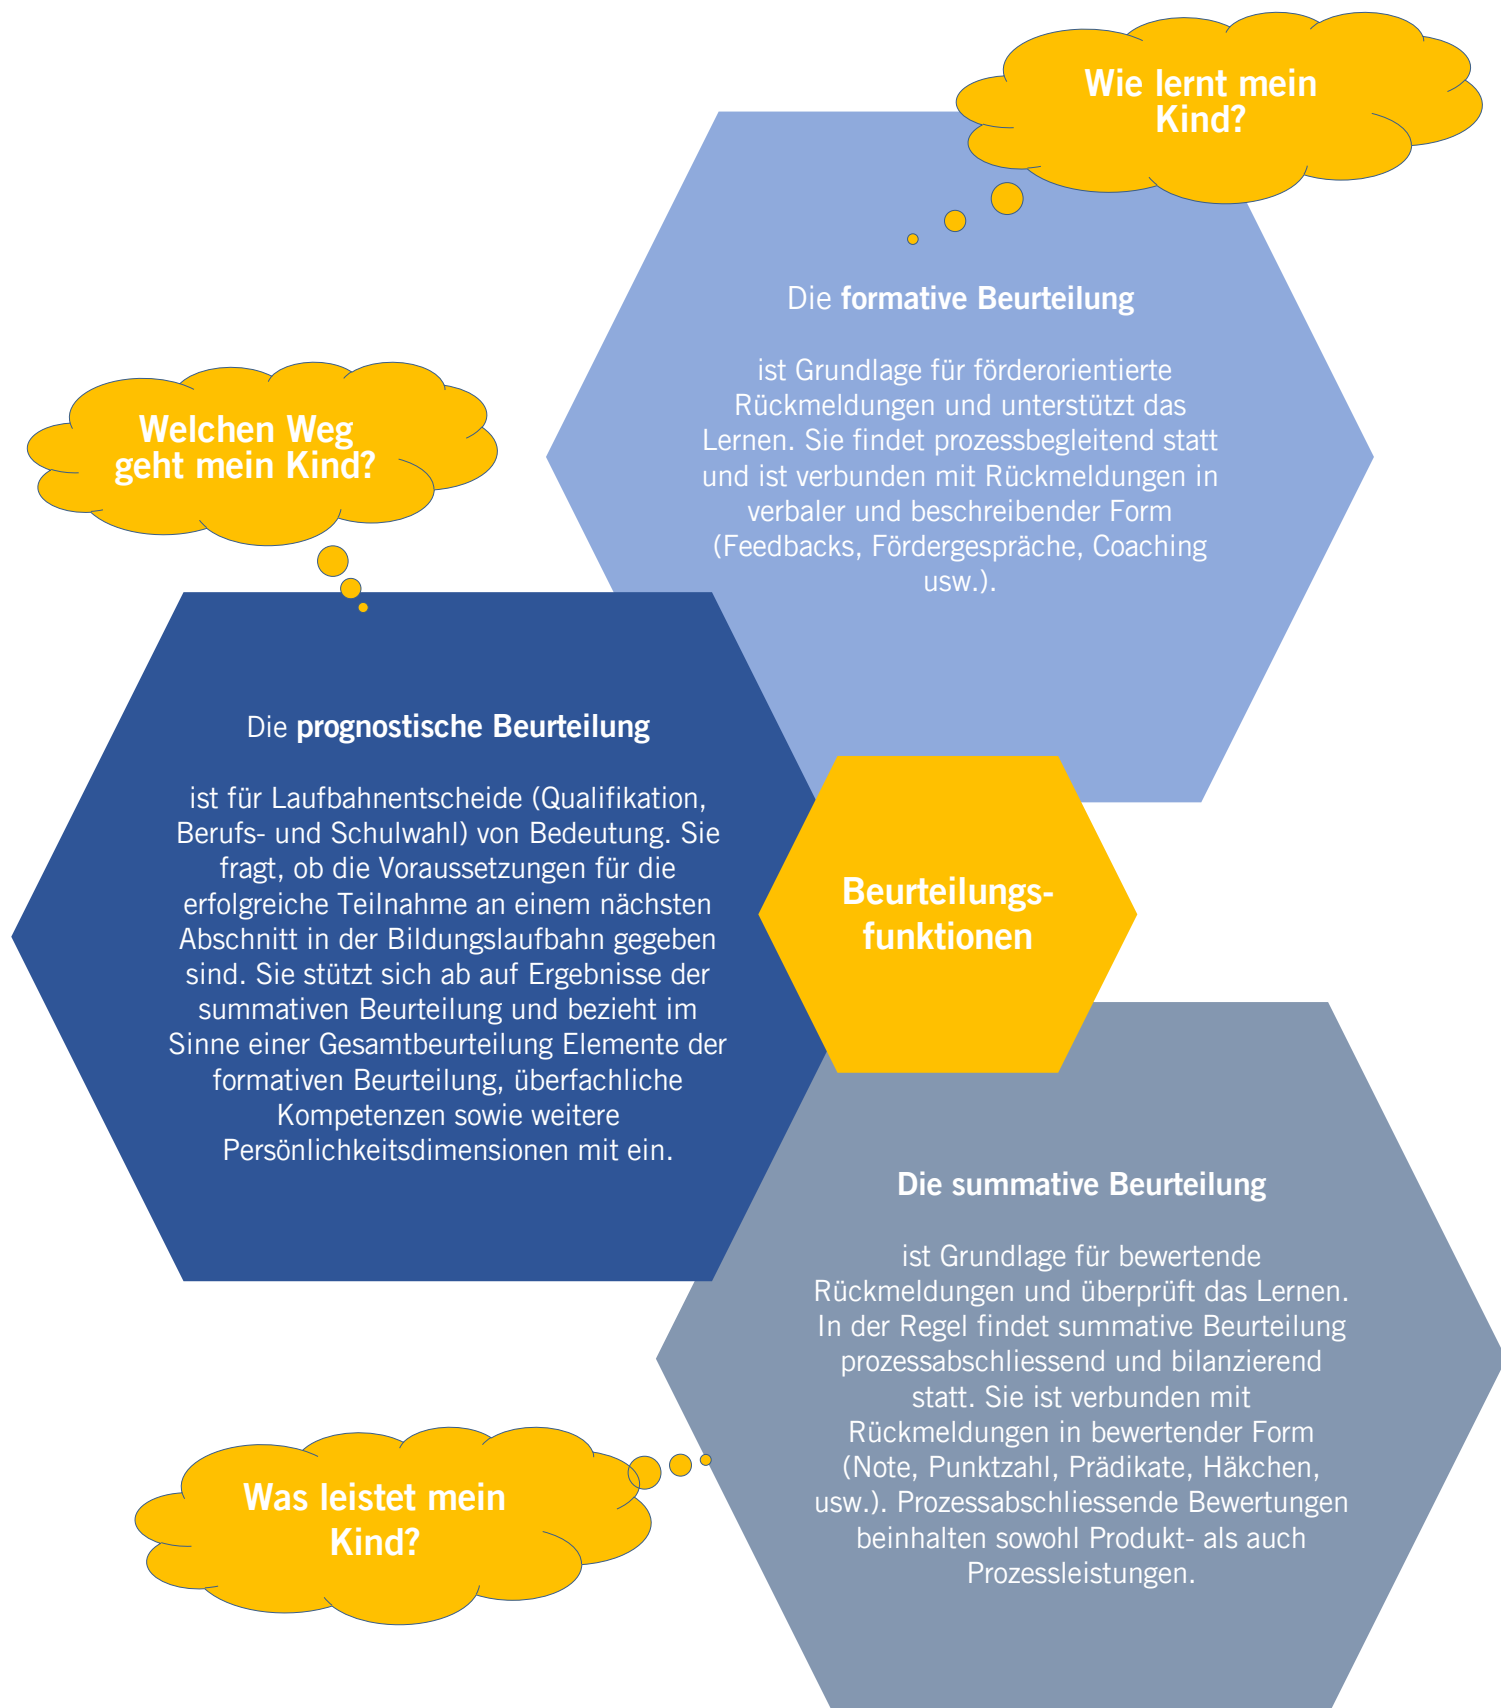 Wie lernt mein
Kind?
Die formative Beurteilung
ist Grundlage für förderorientierte
Rückmeldungen und unterstützt das
Lernen. Sie findet prozessbegleitend statt
und ist verbunden mit Rückmeldungen in
verbaler und beschreibender Form
(Feedbacks, Fördergespräche, Coaching
usw.).
Welchen Weg
geht mein Kind?
Die prognostische Beurteilung
ist für Laufbahnentscheide (Qualifikation,
Berufs- und Schulwahl) von Bedeutung. Sie
fragt, ob die Voraussetzungen für die
erfolgreiche Teilnahme an einem nächsten
Abschnitt in der Bildungslaufbahn gegeben
sind. Sie stützt sich ab auf Ergebnisse der
summativen Beurteilung und bezieht im
Sinne einer Gesamtbeurteilung Elemente der
formativen Beurteilung, überfachliche
Kompetenzen sowie weitere
Persönlichkeitsdimensionen mit ein.
Beurteilungs-
funktionen
Die summative Beurteilung
ist Grundlage für bewertende
Rückmeldungen und überprüft das Lernen.
In der Regel findet summative Beurteilung
prozessabschliessend und bilanzierend
statt. Sie ist verbunden mit
Rückmeldungen in bewertender Form
(Note, Punktzahl, Prädikate, Häkchen,
usw.). Prozessabschliessende Bewertungen
beinhalten sowohl Produkt- als auch
Prozessleistungen.
Was leistet mein
Kind?